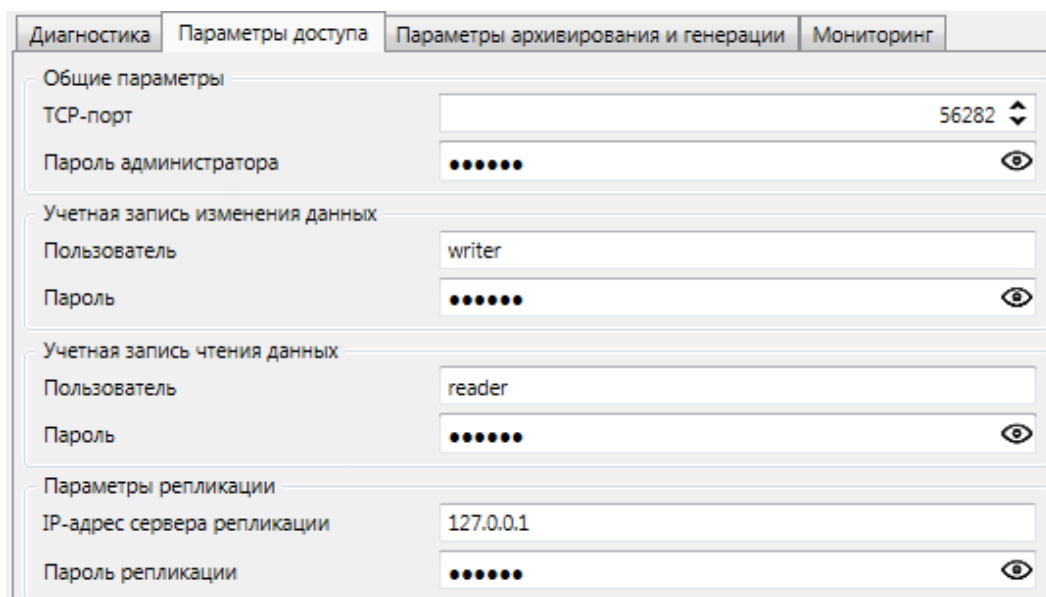 Диагностика Параметры доступа Параметры архивирования и генерации Мониторинг
Общие параметры
TCP-порт 56282
Пароль администратора ●●●●●●
Учетная запись изменения данных
Пользователь writer
Пароль ●●●●●●
Учетная запись чтения данных
Пользователь reader
Пароль ●●●●●●
Параметры репликации
IP-адрес сервера репликации 127.0.0.1
Пароль репликации ●●●●●●